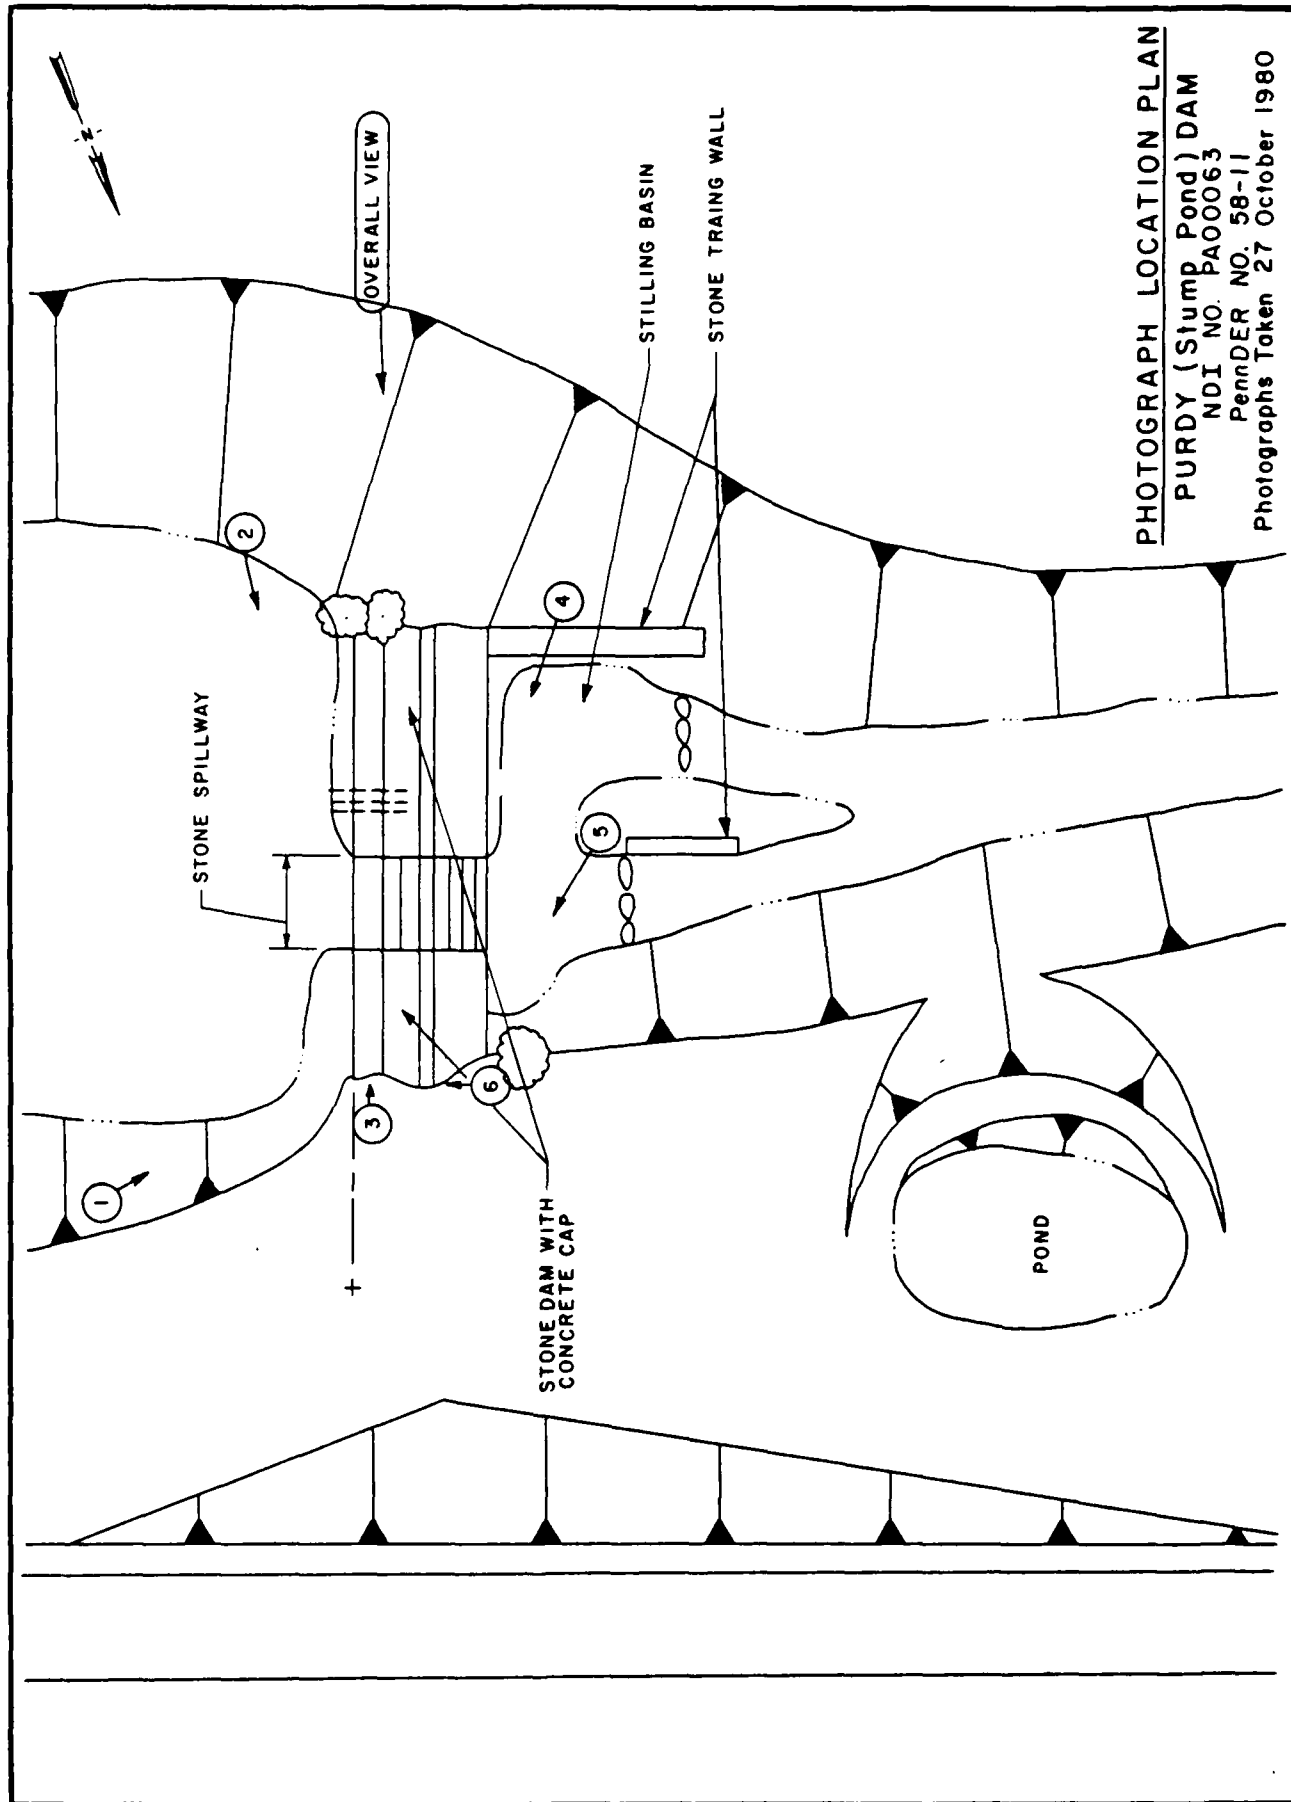 N
OVERALL VIEW
STONE SPILLWAY
STILLING BASIN
STONE TRAING WALL
1
2
3
4
5
6
STONE DAM WITH
CONCRETE CAP
POND
PHOTOGRAPH LOCATION PLAN
PURDY (Stump Pond) DAM
NDI NO. PA00063
PennDER NO. 58-11
Photographs Taken 27 October 1980